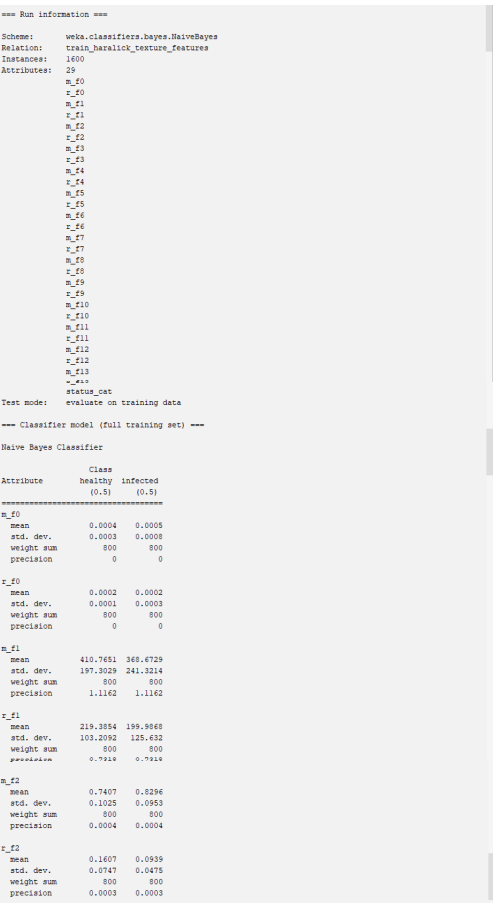 === Run information ===
Scheme: weka.classifiers.bayes.NaiveBayes
Relation: train_haralick_texture_features
Instances: 1600
Attributes: 29
m_f0
r_f0
m_f1
r_f1
m_f2
r_f2
m_f3
r_f3
m_f4
r_f4
m_f5
r_f5
m_f6
r_f6
m_f7
r_f7
m_f8
r_f8
m_f9
r_f9
m_f10
r_f10
m_f11
r_f11
m_f12
r_f12
m_f13
r_f13
status_cat
Test mode: evaluate on training data
=== Classifier model (full training set) ===
Naive Bayes Classifier
Class
Attribute healthy infected
(0.5) (0.5)
=====================================
m_f0
mean 0.0004 0.0005
std. dev. 0.0003 0.0008
weight sum 800 800
precision 0 0
r_f0
mean 0.0002 0.0002
std. dev. 0.0001 0.0003
weight sum 800 800
precision 0 0
m_f1
mean 410.7651 368.6729
std. dev. 197.3029 241.3214
weight sum 800 800
precision 1.1162 1.1162
r_f1
mean 219.3854 199.9868
std. dev. 103.2092 125.632
weight sum 800 800
precision 0.7318 0.7318
m_f2
mean 0.7407 0.8296
std. dev. 0.1025 0.0953
weight sum 800 800
precision 0.0004 0.0004
r_f2
mean 0.1607 0.0939
std. dev. 0.0747 0.0475
weight sum 800 800
precision 0.0003 0.0003